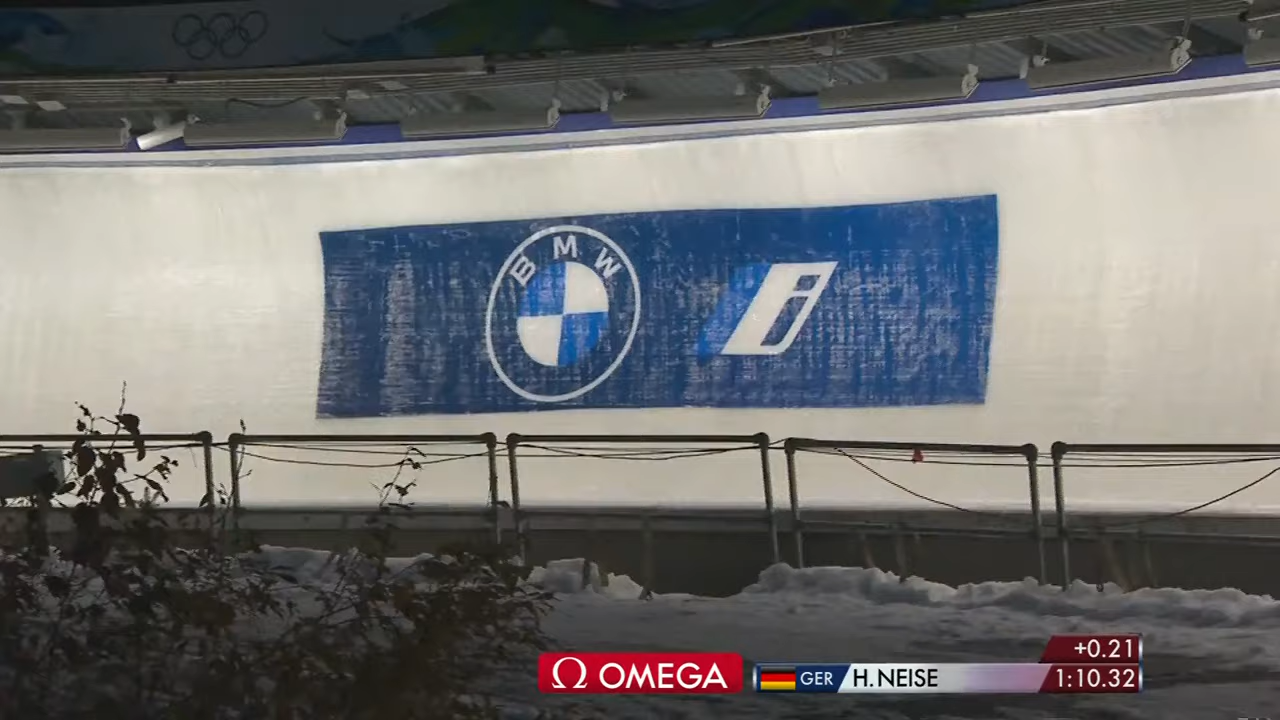 BMW
i
+0.21
Ω OMEGA
GER H. NEISE 1:10.32